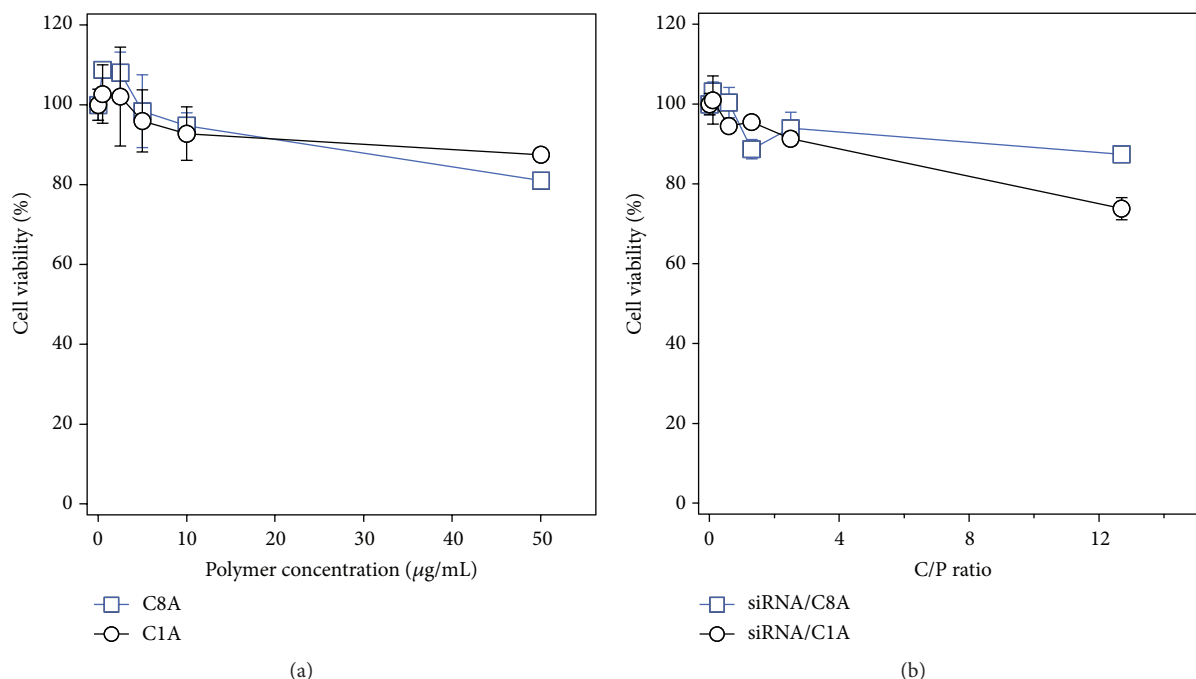 120
100
80
60
40
20
0
Cell viability (%)
0 10 20 30 40 50
Polymer concentration (μg/mL)
C8A
C1A
(a)
120
100
80
60
40
20
0
Cell viability (%)
0 4 8 12
C/P ratio
siRNA/C8A
siRNA/C1A
(b)